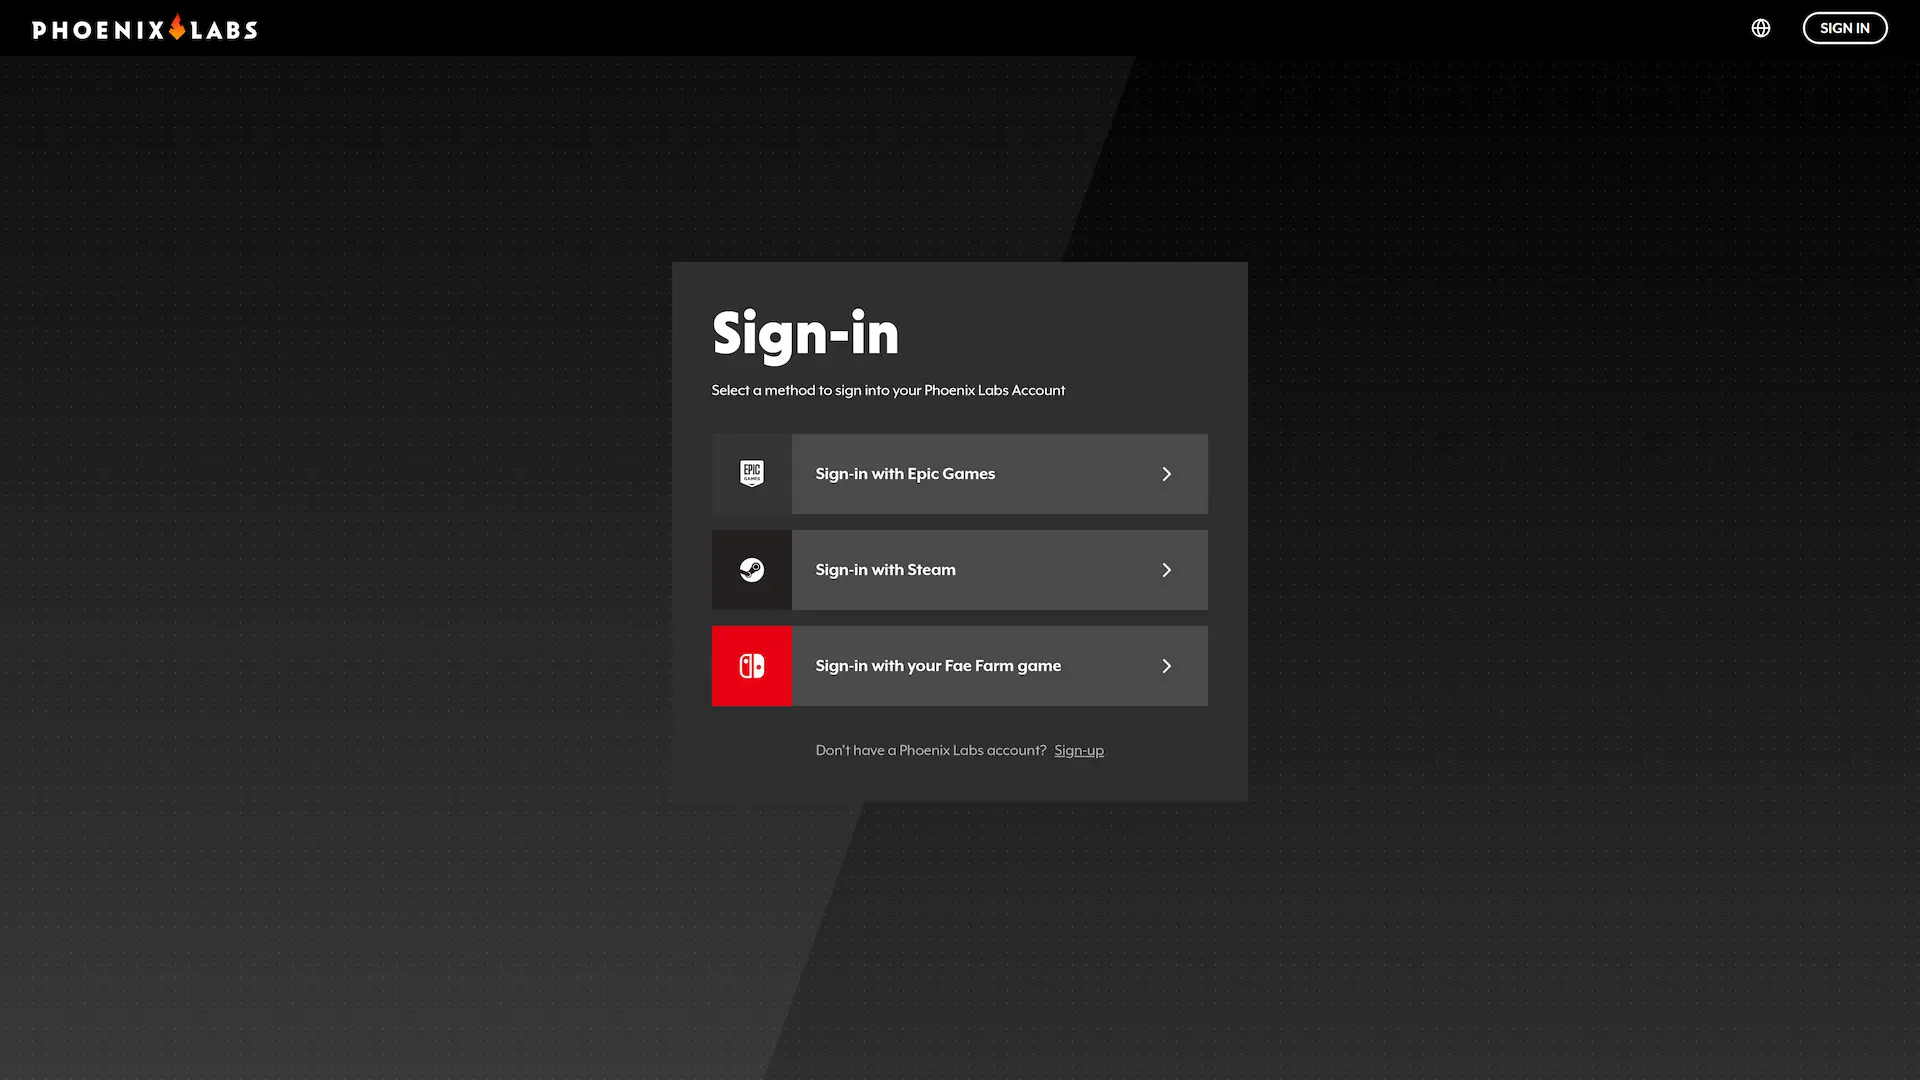 PHOENIX LABS
SIGN IN
Sign-in
Select a method to sign into your Phoenix Labs Account
EPIC
GAMES
Sign-in with Epic Games
Sign-in with Steam
Sign-in with your Fae Farm game
Don't have a Phoenix Labs account? Sign-up